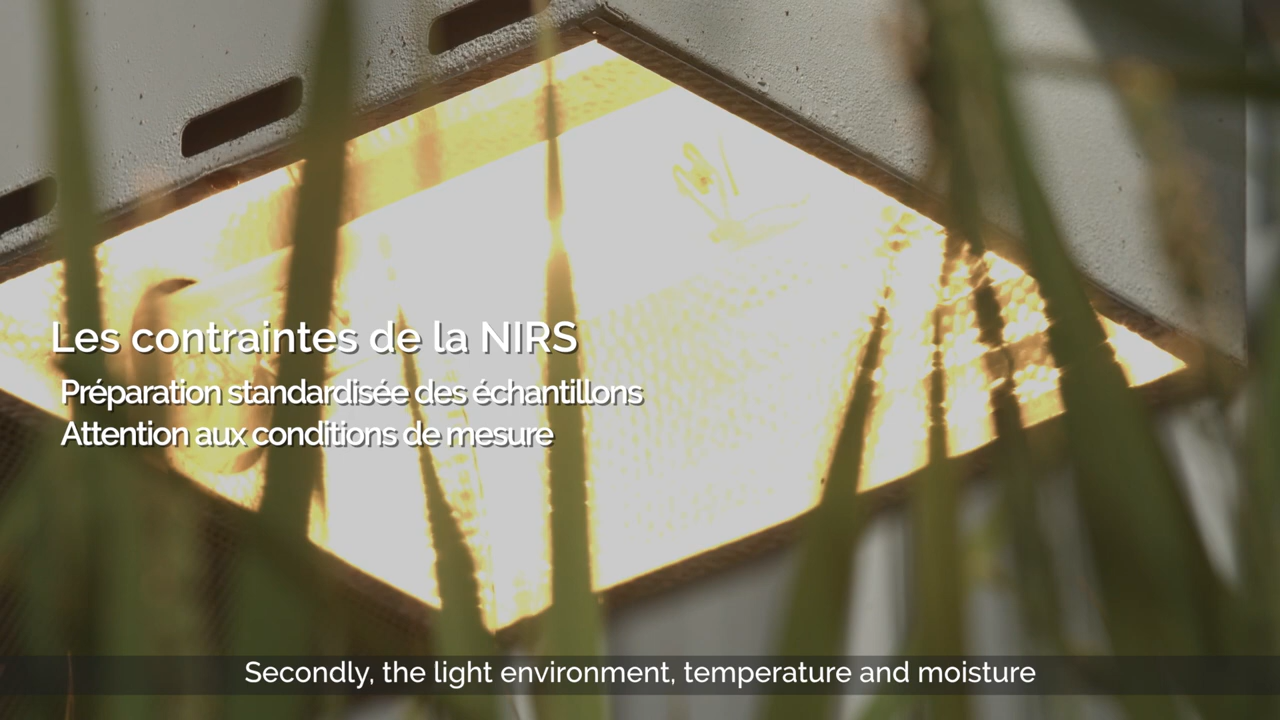 Les contraintes de la NIRS
Préparation standardisée des échantillons
Attention aux conditions de mesure
Secondly, the light environment, temperature and moisture